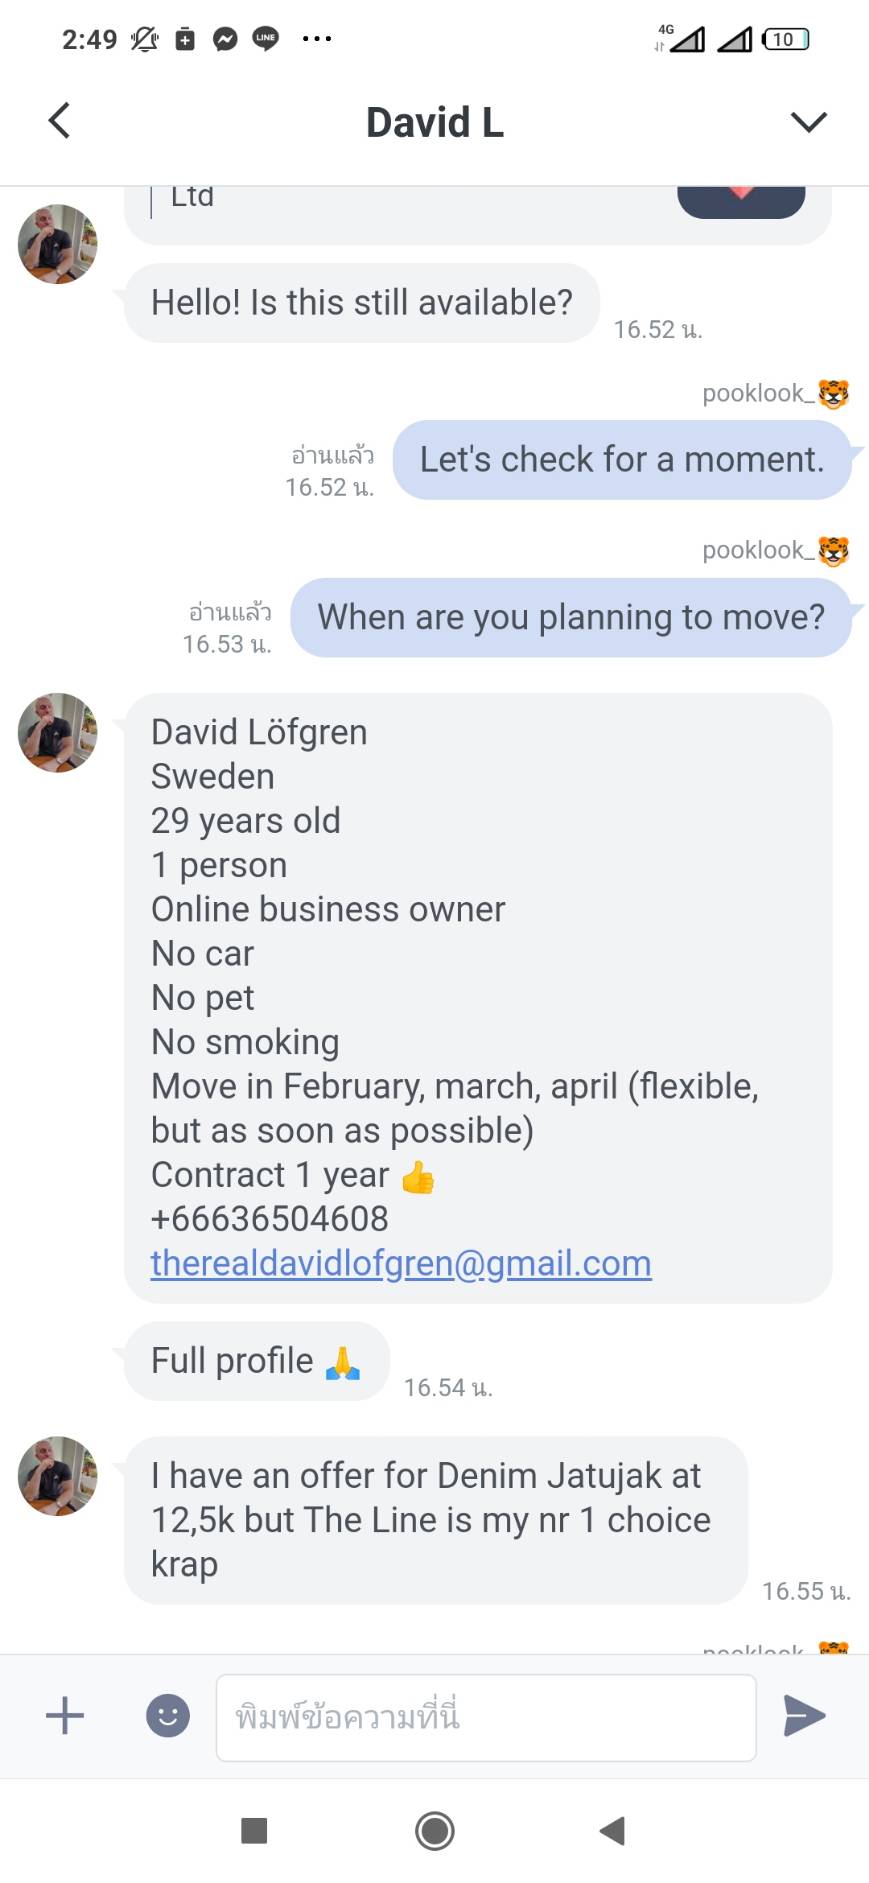 2:49
LINE
4G
10
David L
Ltd
Hello! Is this still available?
16.52 น.
pooklook_🐯
Let's check for a moment.
อ่านแล้ว
16.52 น.
pooklook_🐯
When are you planning to move?
อ่านแล้ว
16.53 น.
David Löfgren
Sweden
29 years old
1 person
Online business owner
No car
No pet
No smoking
Move in February, march, april (flexible,
but as soon as possible)
Contract 1 year 👍
+66636504608
therealdavidlofgren@gmail.com
Full profile 🙏
16.54 น.
I have an offer for Denim Jatujak at
12,5k but The Line is my nr 1 choice
krap
16.55 น.
pooklook_🐯
พิมพ์ข้อความที่นี่